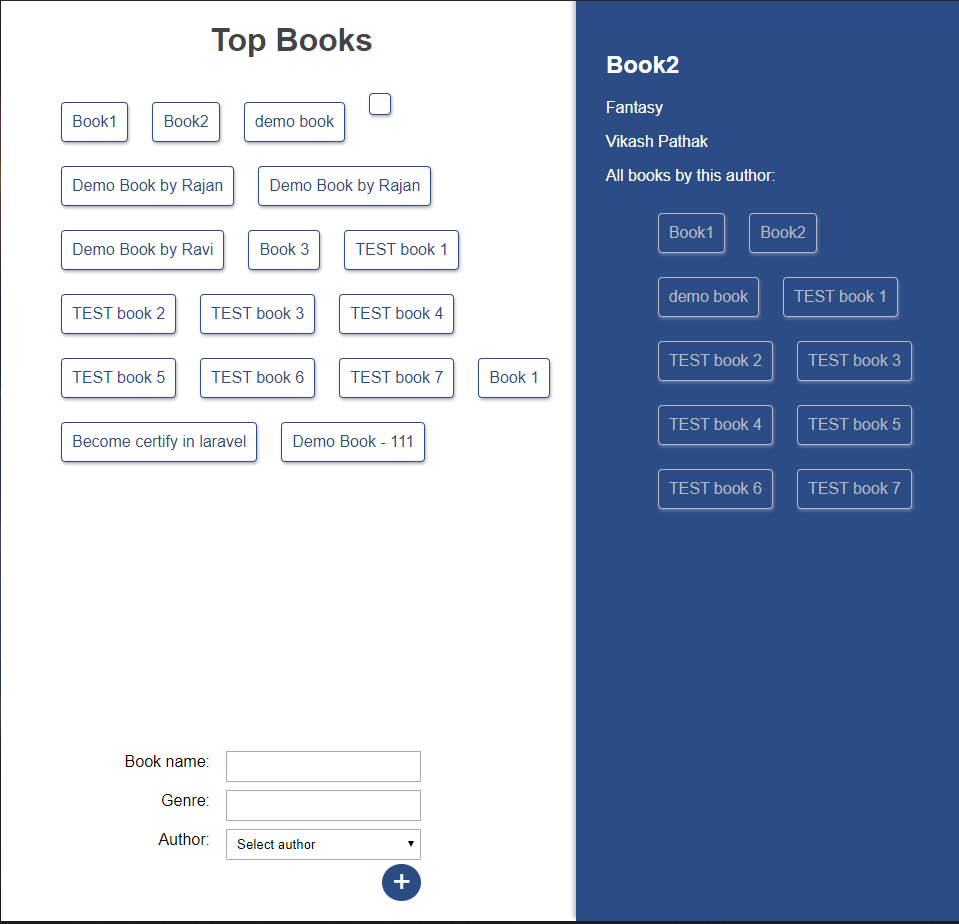 Top Books
Book1 Book2 demo book
Demo Book by Rajan Demo Book by Rajan
Demo Book by Ravi Book 3 TEST book 1
TEST book 2 TEST book 3 TEST book 4
TEST book 5 TEST book 6 TEST book 7 Book 1
Become certify in laravel Demo Book - 111
Book name:
Genre:
Author: Select author
+
Book2
Fantasy
Vikash Pathak
All books by this author:
Book1 Book2
demo book TEST book 1
TEST book 2 TEST book 3
TEST book 4 TEST book 5
TEST book 6 TEST book 7